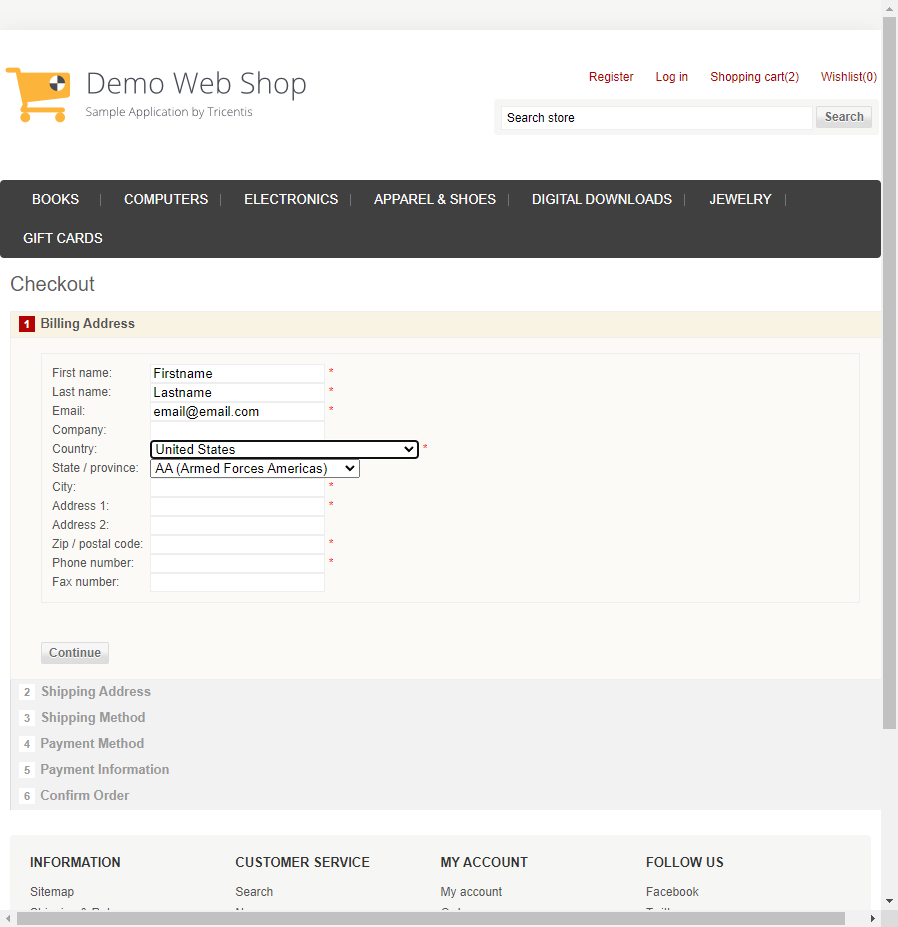 Demo Web Shop
Sample Application by Tricentis
Register Log in Shopping cart(2) Wishlist(0)
Search store Search
BOOKS COMPUTERS ELECTRONICS APPAREL & SHOES DIGITAL DOWNLOADS JEWELRY
GIFT CARDS
Checkout
1 Billing Address
First name: Firstname *
Last name: Lastname *
Email: email@email.com *
Company:
Country: United States *
State / province: AA (Armed Forces Americas)
City: *
Address 1: *
Address 2:
Zip / postal code: *
Phone number: *
Fax number:
Continue
2 Shipping Address
3 Shipping Method
4 Payment Method
5 Payment Information
6 Confirm Order
INFORMATION CUSTOMER SERVICE MY ACCOUNT FOLLOW US
Sitemap Search My account Facebook